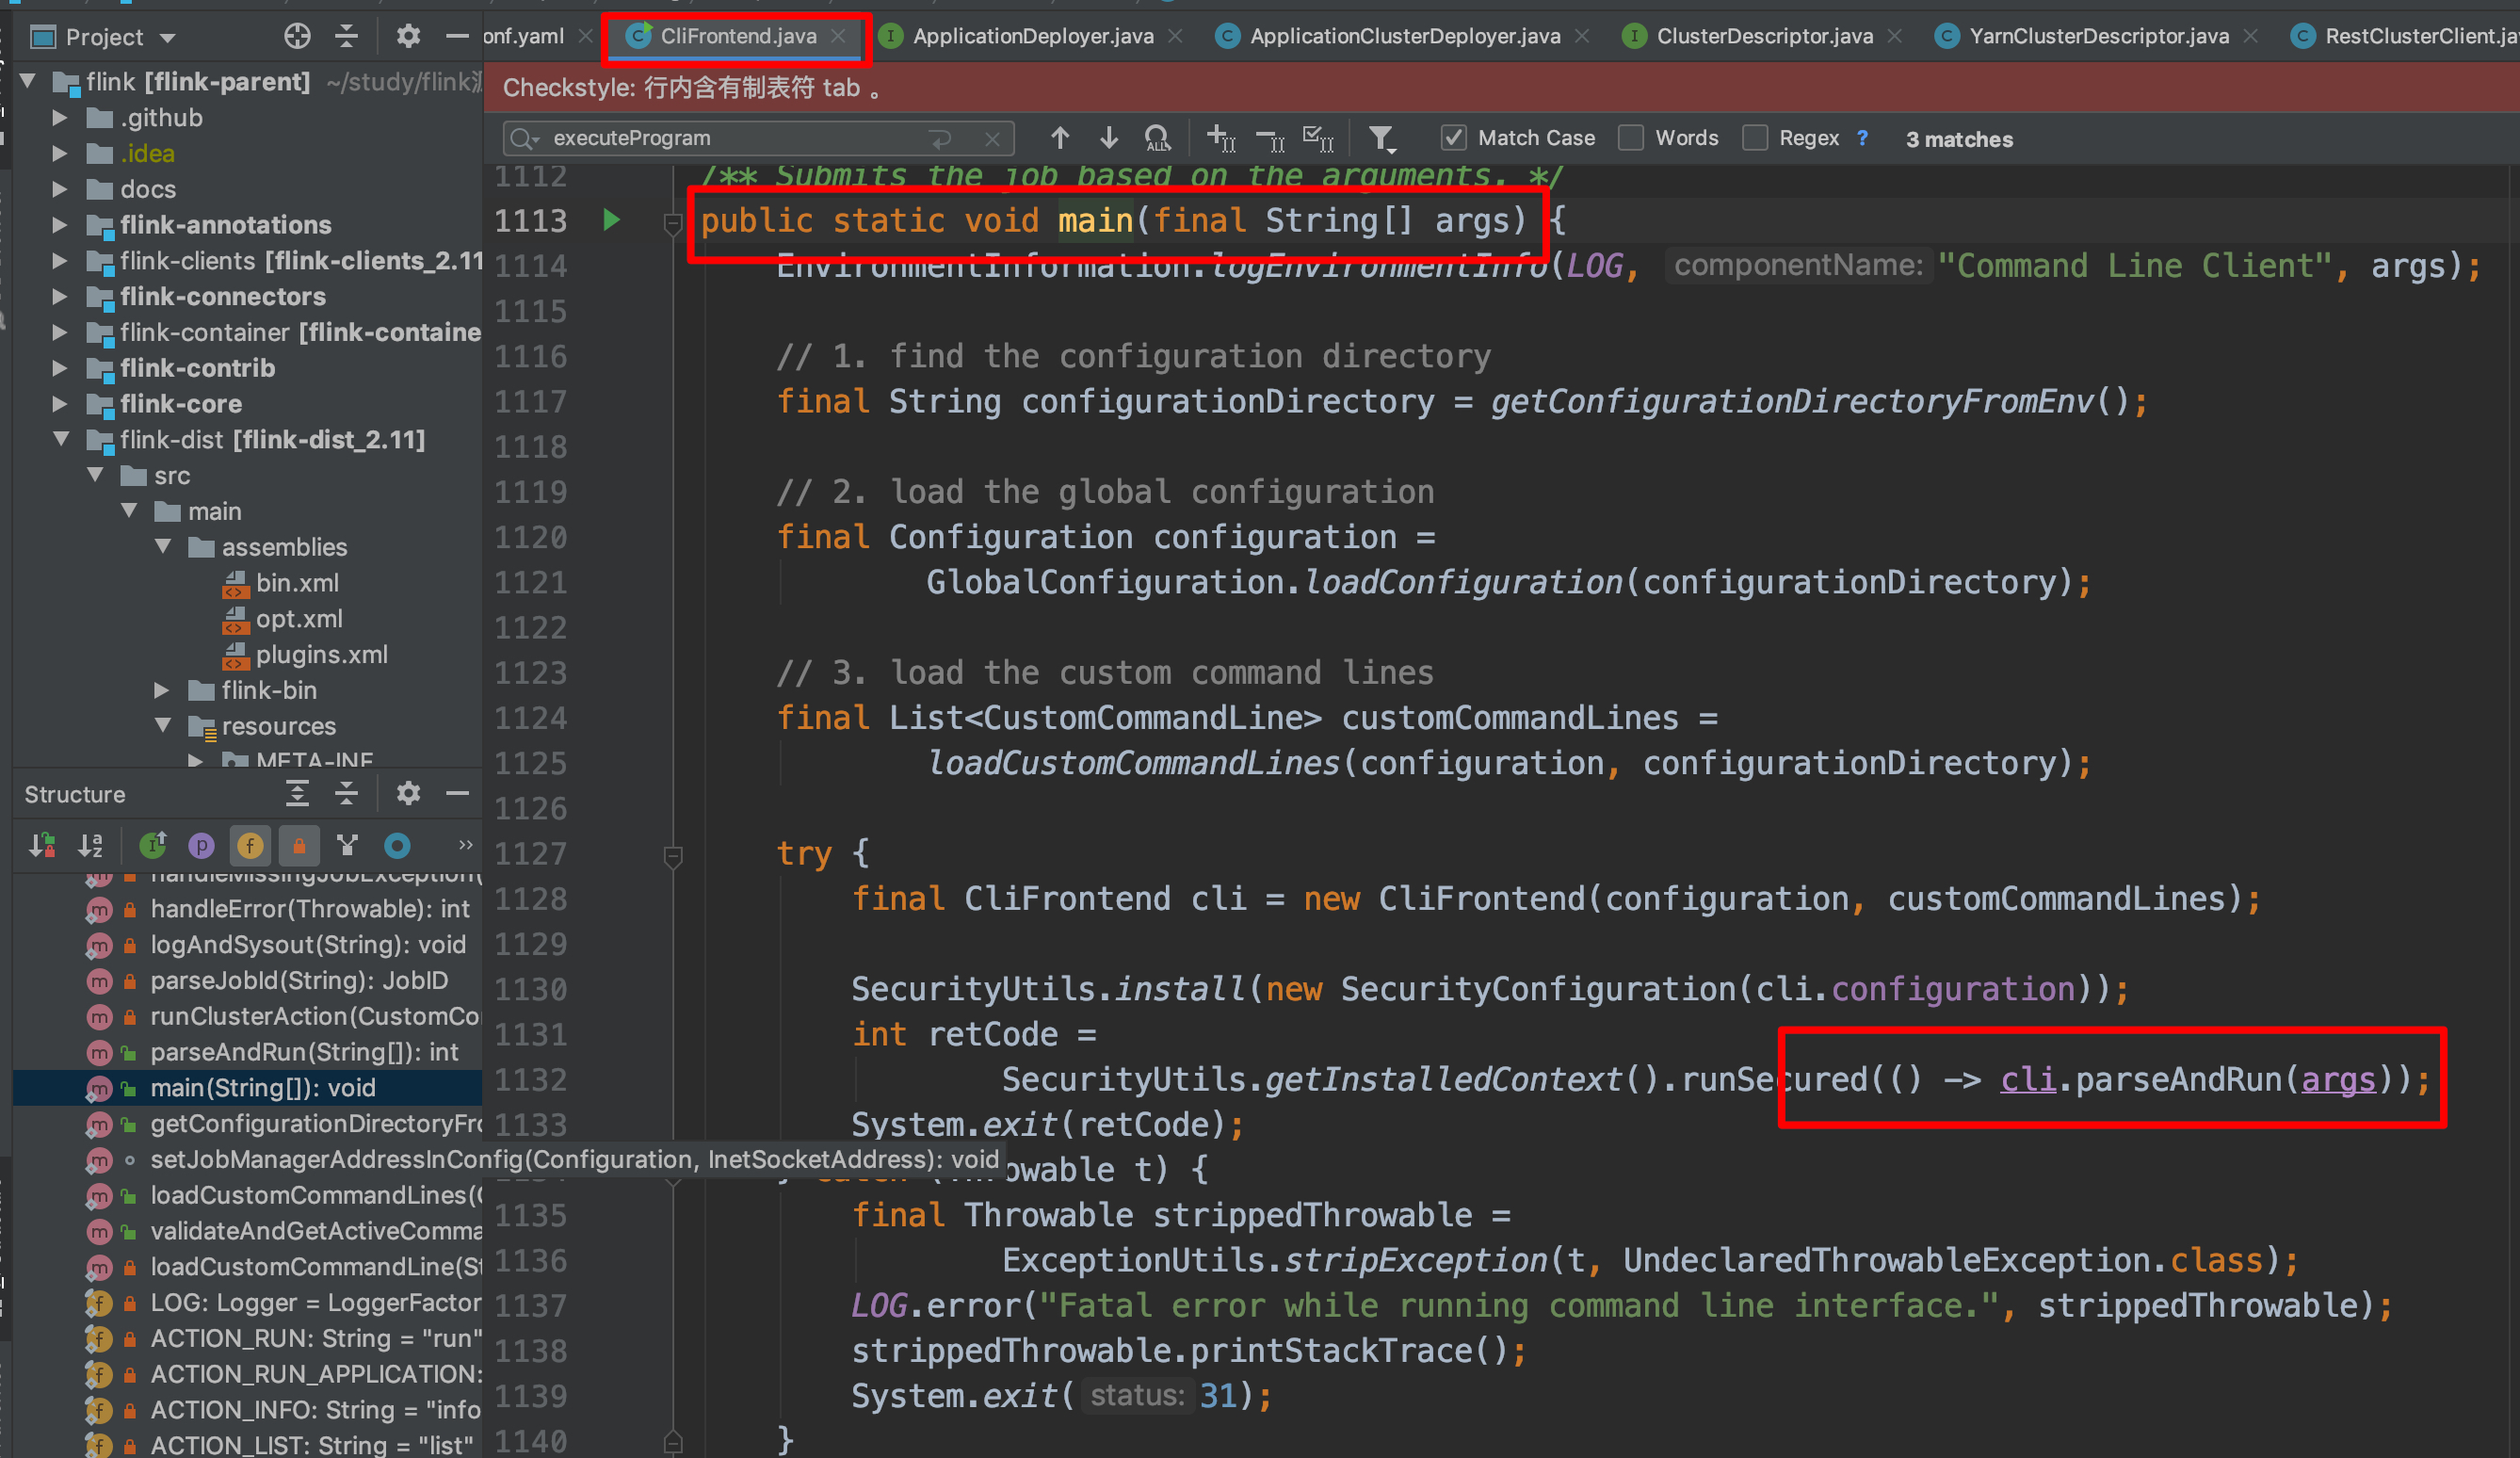 Project
onf.yaml
CliFrontend.java
ApplicationDeployer.java
ApplicationClusterDeployer.java
ClusterDescriptor.java
YarnClusterDescriptor.java
RestClusterClient.ja
flink [flink-parent] ~/study/flink
.github
.idea
docs
flink-annotations
flink-clients [flink-clients_2.11
flink-connectors
flink-container [flink-containe
flink-contrib
flink-core
flink-dist [flink-dist_2.11]
src
main
assemblies
bin.xml
opt.xml
plugins.xml
flink-bin
resources
META-INF
Structure
handleMissingJobException(
handleError(Throwable): int
logAndSysout(String): void
parseJobId(String): JobID
runClusterAction(CustomCo
parseAndRun(String[]): int
main(String[]): void
getConfigurationDirectoryFro
setJobManagerAddressInConfig(Configuration, InetSocketAddress): void
loadCustomCommandLines(
validateAndGetActiveComma
loadCustomCommandLine(St
LOG: Logger = LoggerFactor
ACTION_RUN: String = "run"
ACTION_RUN_APPLICATION:
ACTION_INFO: String = "info
ACTION_LIST: String = "list"
Checkstyle: 行内含有制表符 tab 。
executeProgram
Match Case
Words
Regex ?
3 matches
1112 /** Submits the job based on the arguments. */
1113 public static void main(final String[] args) {
1114 EnvironmentInformation.logEnvironmentInfo(LOG, componentName: "Command Line Client", args);
1115
1116 // 1. find the configuration directory
1117 final String configurationDirectory = getConfigurationDirectoryFromEnv();
1118
1119 // 2. load the global configuration
1120 final Configuration configuration =
1121 GlobalConfiguration.loadConfiguration(configurationDirectory);
1122
1123 // 3. load the custom command lines
1124 final List<CustomCommandLine> customCommandLines =
1125 loadCustomCommandLines(configuration, configurationDirectory);
1126
1127 try {
1128 final CliFrontend cli = new CliFrontend(configuration, customCommandLines);
1129
1130 SecurityUtils.install(new SecurityConfiguration(cli.configuration));
1131 int retCode =
1132 SecurityUtils.getInstalledContext().runSecured(() -> cli.parseAndRun(args));
1133 System.exit(retCode);
owable t) {
1135 final Throwable strippedThrowable =
1136 ExceptionUtils.stripException(t, UndeclaredThrowableException.class);
1137 LOG.error("Fatal error while running command line interface.", strippedThrowable);
1138 strippedThrowable.printStackTrace();
1139 System.exit( status: 31);
1140 }